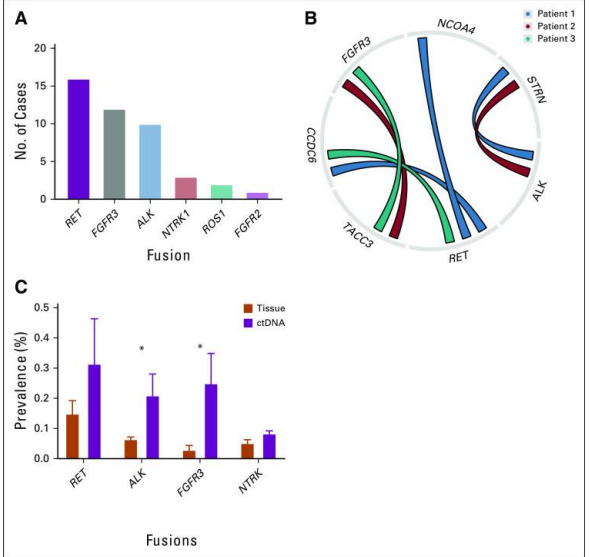 A
No. of Cases
20
15
10
5
0
RET
FGFR3
ALK
NTRK1
ROS1
FGFR2
Fusion
B
Patient 1
Patient 2
Patient 3
NCOA4
FGFR3
STRN
CCDC6
ALK
TACC3
RET
C
Prevalence (%)
0.5
0.4
0.3
0.2
0.1
0.0
Tissue
ctDNA
*
*
RET
ALK
FGFR3
NTRK
Fusions